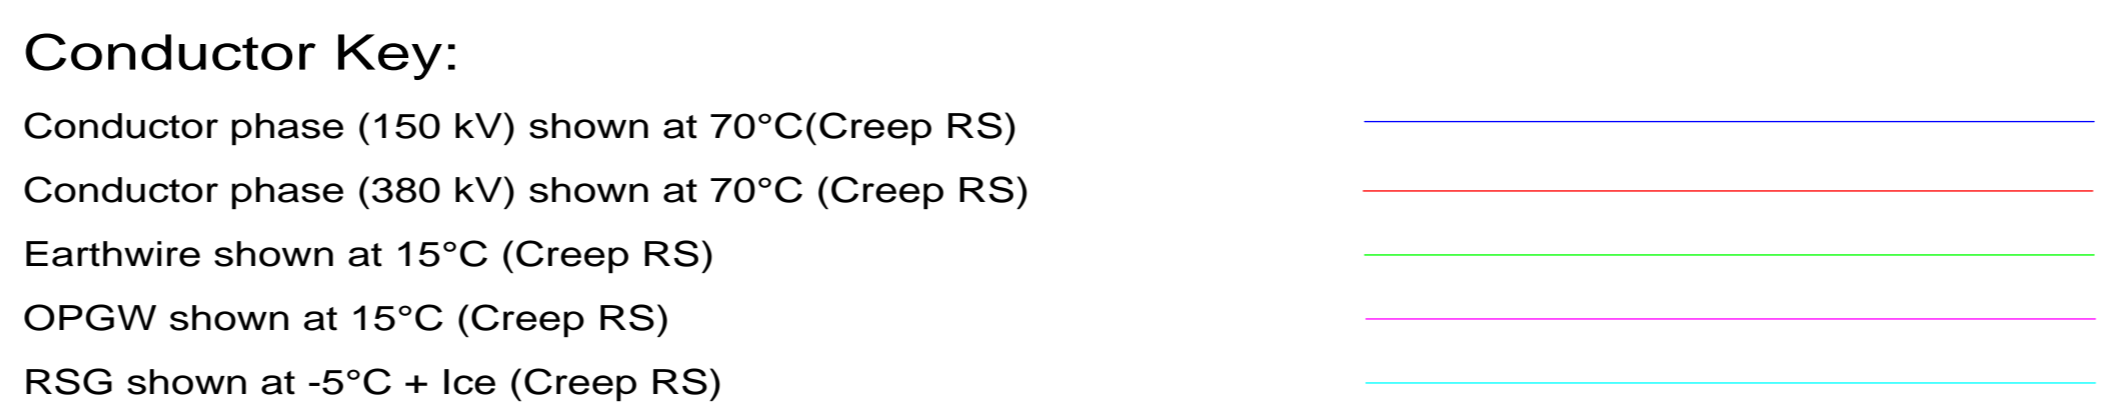 Conductor Key:
Conductor phase (150 kV) shown at 70°C(Creep RS)
Conductor phase (380 kV) shown at 70°C (Creep RS)
Earthwire shown at 15°C (Creep RS)
OPGW shown at 15°C (Creep RS)
RSG shown at -5°C + Ice (Creep RS)